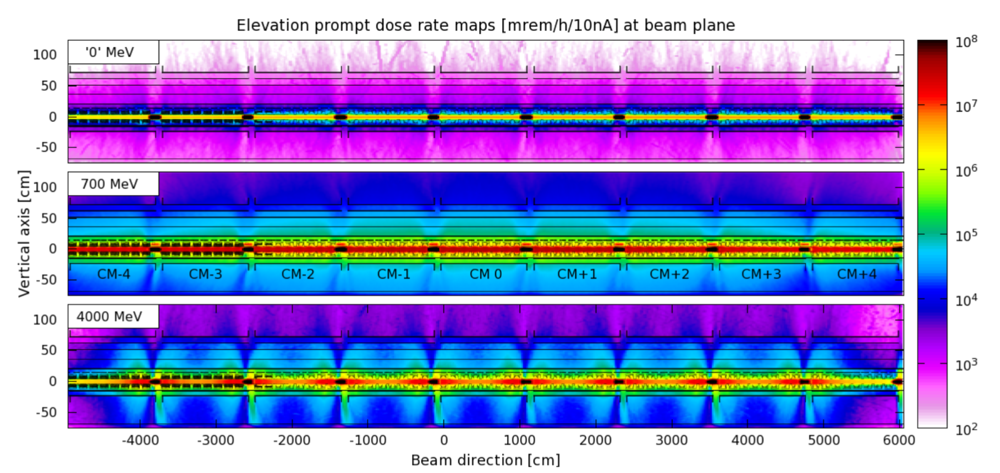 Elevation prompt dose rate maps [mrem/h/10nA] at beam plane
'0' MeV
100
50
0
-50
700 MeV
100
50
0
-50
CM-4 CM-3 CM-2 CM-1 CM 0 CM+1 CM+2 CM+3 CM+4
4000 MeV
100
50
0
-50
Vertical axis [cm]
-4000 -3000 -2000 -1000 0 1000 2000 3000 4000 5000 6000
Beam direction [cm]
10⁸
10⁷
10⁶
10⁵
10⁴
10³
10²